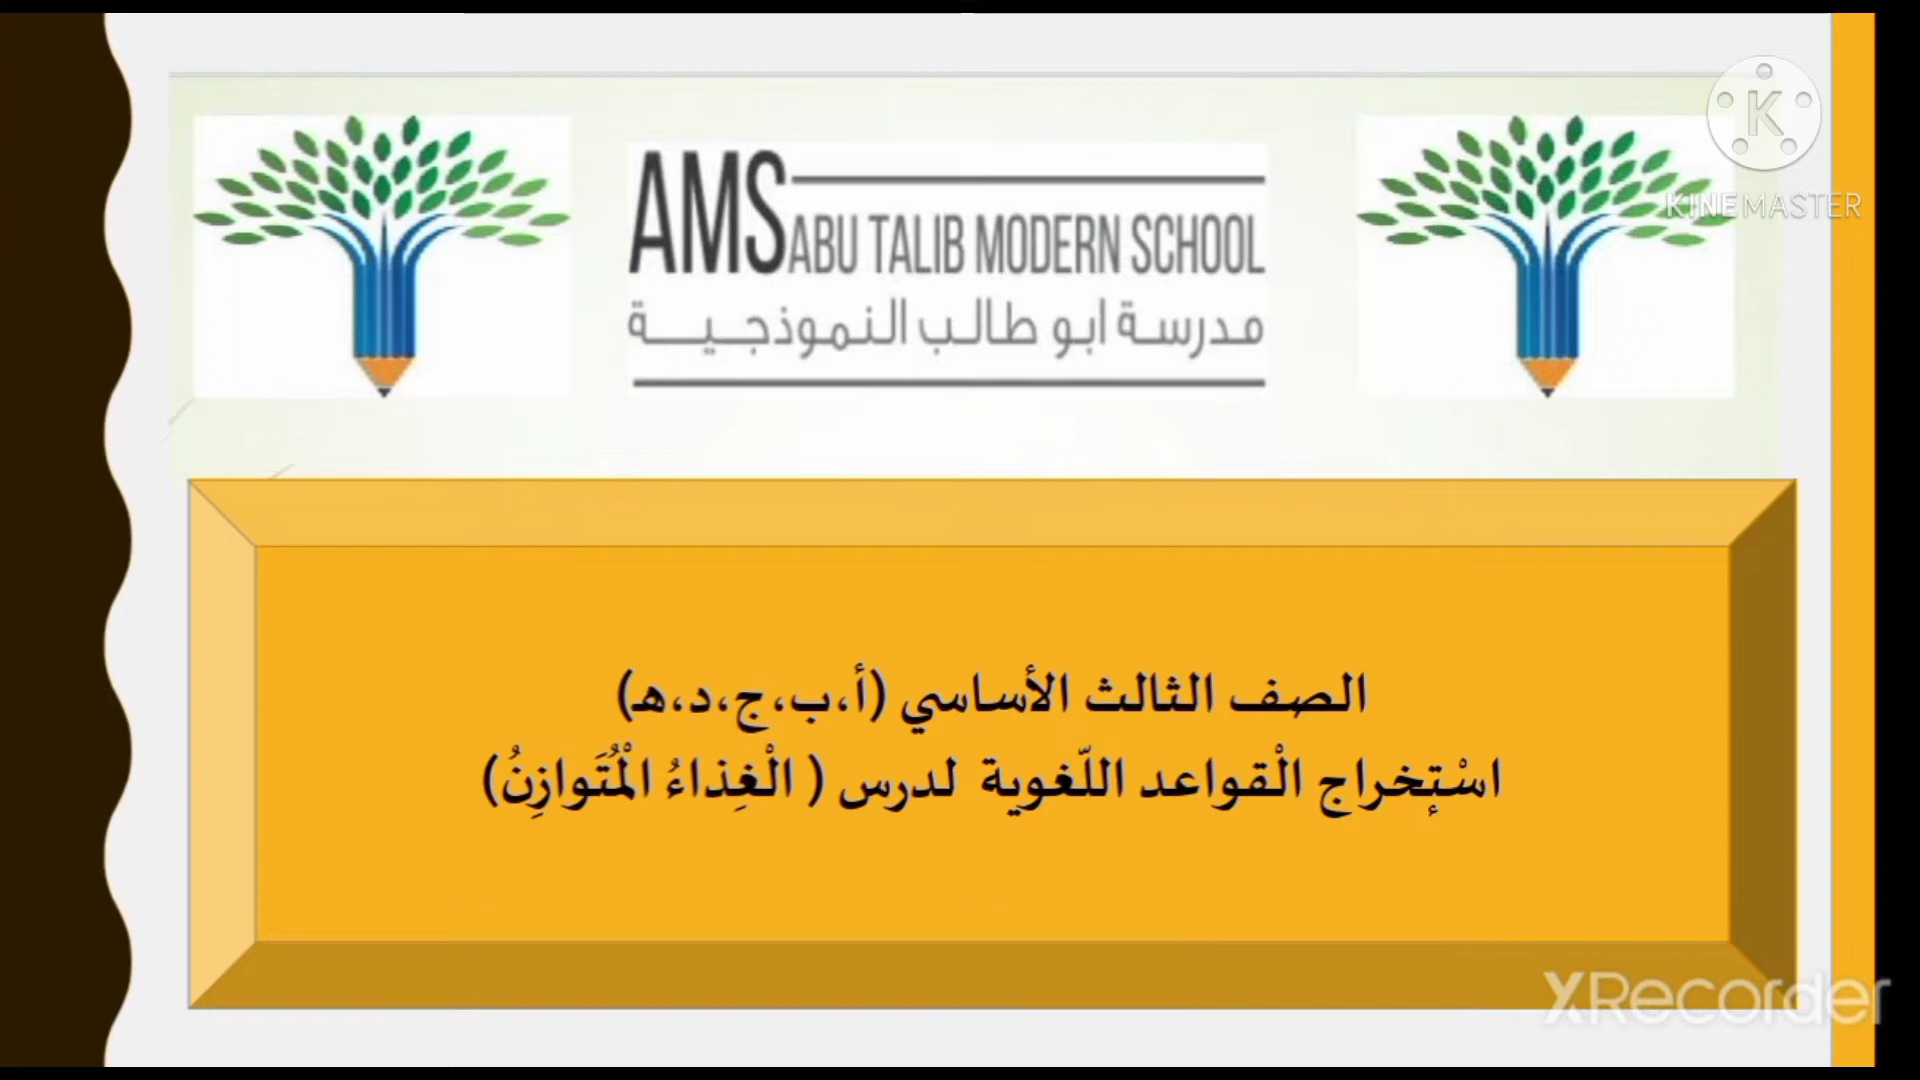 K
KINEMASTER
AMS ABU TALIB MODERN SCHOOL
مدرسة ابو طالب النموذجيـــة
الصف الثالث الأساسي (أ،ب،ج،د،هـ)
اسْتٕخراج الْقواعد اللّغوية لدرس ( الْغِذاءُ الْمُتَوازِنُ)
XRecorder